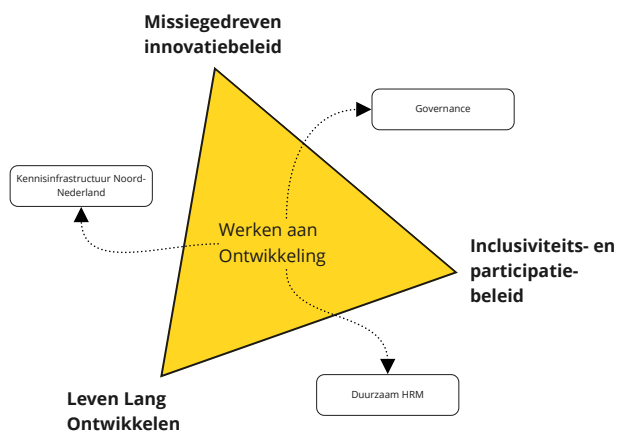 Missiegedreven
innovatiebeleid
Governance
Kennisinfrastructuur Noord-
Nederland
Werken aan
Ontwikkeling
Inclusiviteits- en
participatie-
beleid
Duurzaam HRM
Leven Lang
Ontwikkelen